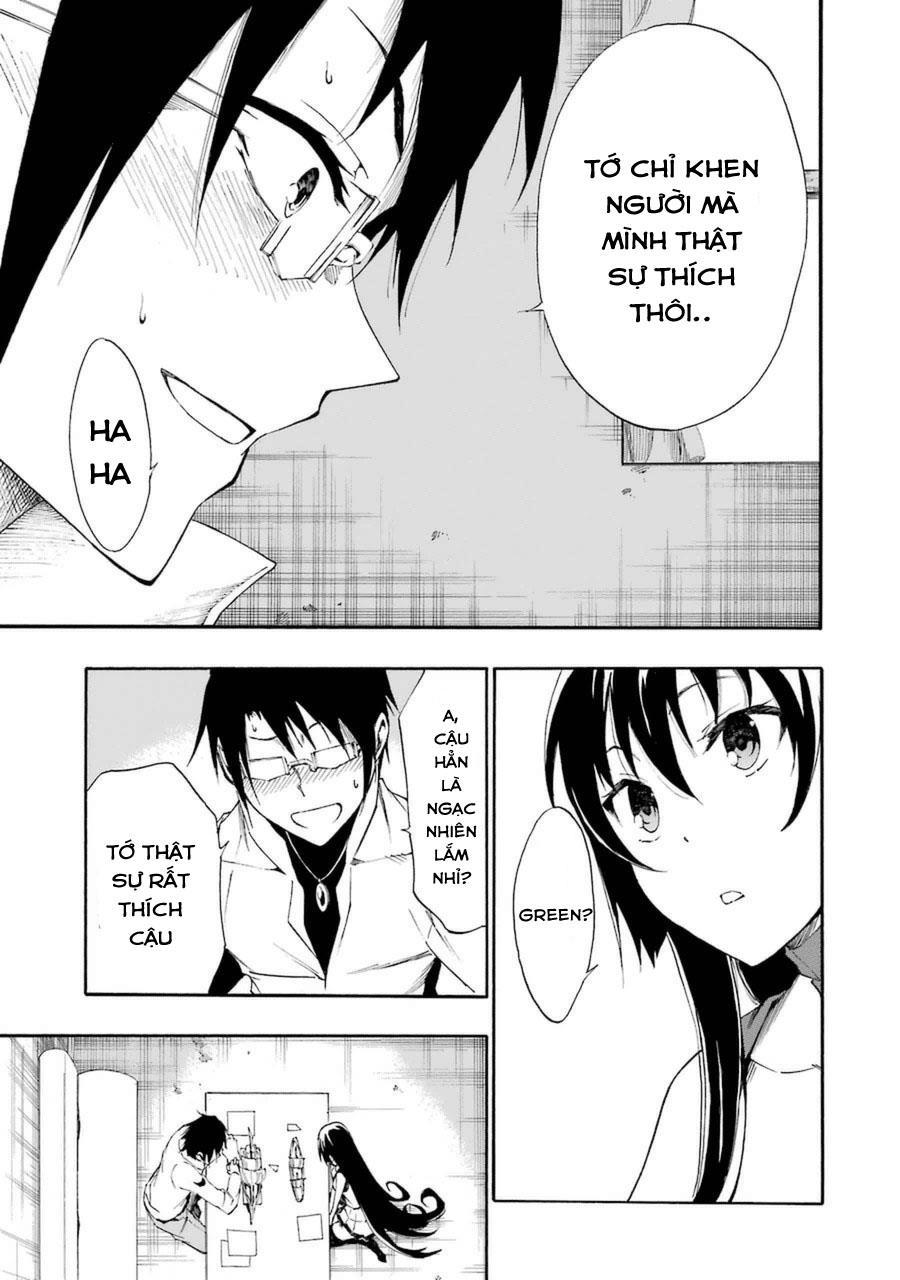 TỚ CHỈ KHEN
NGƯỜI MÀ
MÌNH THẬT
SỰ THÍCH
THÔI..
HA
HA
GREEN?
A,
CẬU
HẲN
LÀ
NGẠC
NHIÊN
LẮM
NHỈ?
TỚ THẬT
SỰ RẤT
THÍCH
CẬU